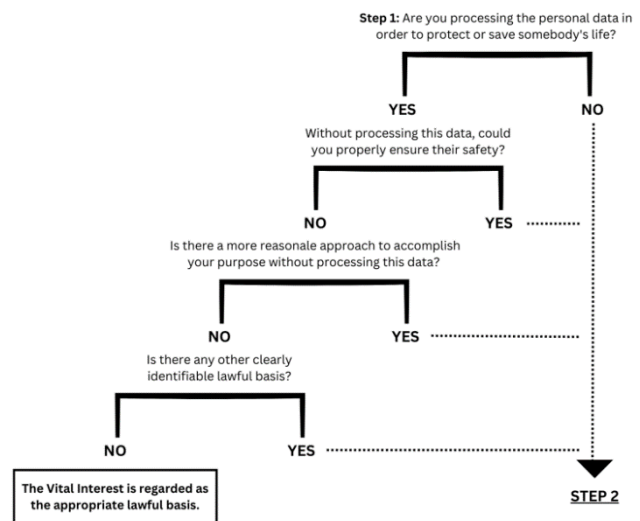 Step 1: Are you processing the personal data in
order to protect or save somebody's life?
YES
NO
Without processing this data, could
you properly ensure their safety?
NO
YES
Is there a more reasonale approach to accomplish
your purpose without processing this data?
NO
YES
Is there any other clearly
identifiable lawful basis?
NO
YES
The Vital Interest is regarded as
the appropriate lawful basis.
STEP 2